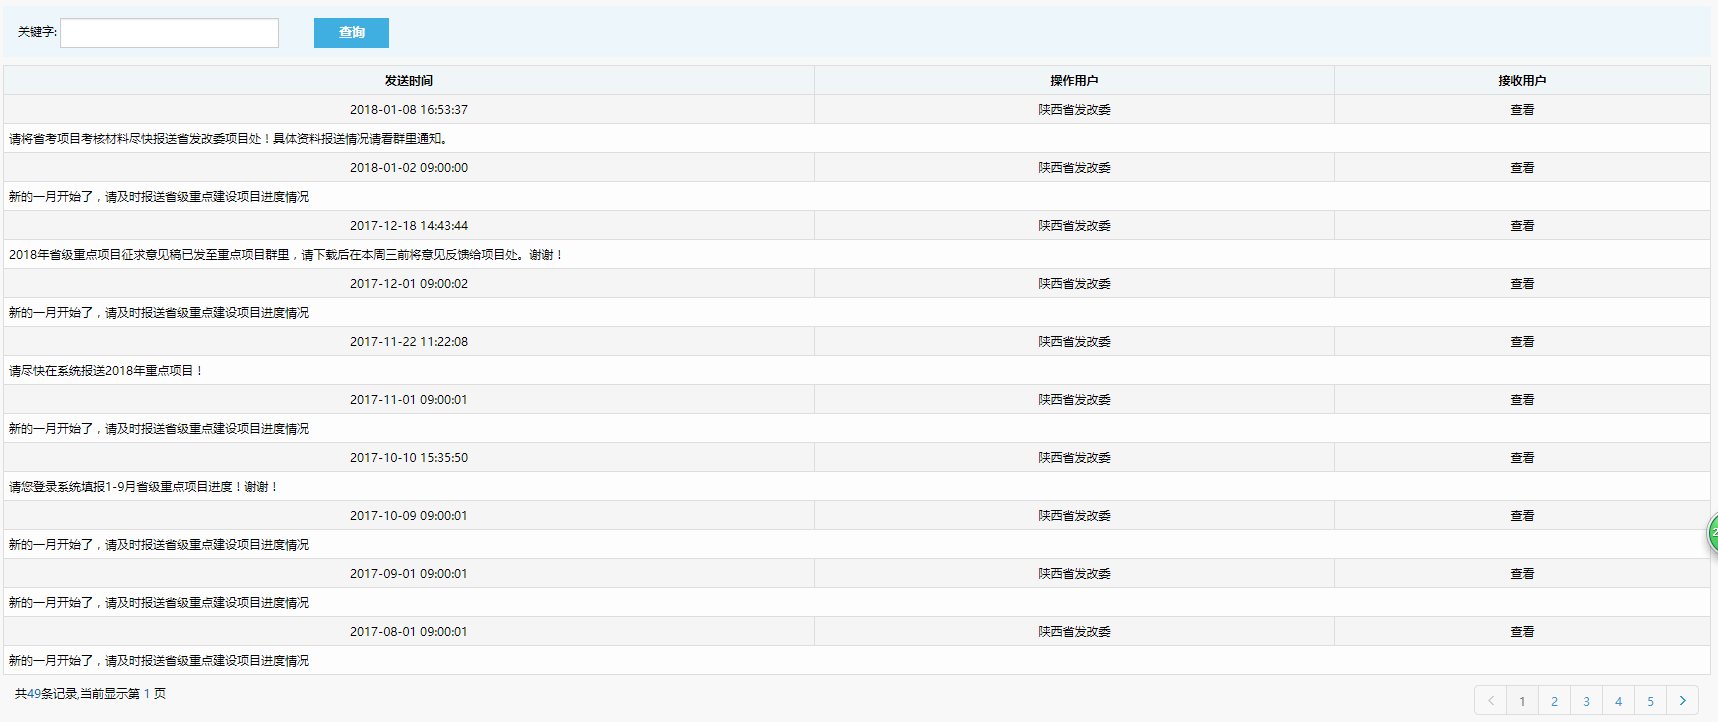 关键字:
查询
发送时间 操作用户 接收用户
2018-01-08 16:53:37 陕西省发改委 查看
请将省考项目考核材料尽快报送省发改委项目处！具体资料报送情况请看群里通知。
2018-01-02 09:00:00 陕西省发改委 查看
新的一月开始了，请及时报送省级重点建设项目进度情况
2017-12-18 14:43:44 陕西省发改委 查看
2018年省级重点项目征求意见稿已发至重点项目群里，请下载后在本周三前将意见反馈给项目处。谢谢！
2017-12-01 09:00:02 陕西省发改委 查看
新的一月开始了，请及时报送省级重点建设项目进度情况
2017-11-22 11:22:08 陕西省发改委 查看
请尽快在系统报送2018年重点项目！
2017-11-01 09:00:01 陕西省发改委 查看
新的一月开始了，请及时报送省级重点建设项目进度情况
2017-10-10 15:35:50 陕西省发改委 查看
请您登录系统填报1-9月省级重点项目进度！谢谢！
2017-10-09 09:00:01 陕西省发改委 查看
新的一月开始了，请及时报送省级重点建设项目进度情况
2017-09-01 09:00:01 陕西省发改委 查看
新的一月开始了，请及时报送省级重点建设项目进度情况
2017-08-01 09:00:01 陕西省发改委 查看
新的一月开始了，请及时报送省级重点建设项目进度情况
共49条记录,当前显示第 1 页
1 2 3 4 5